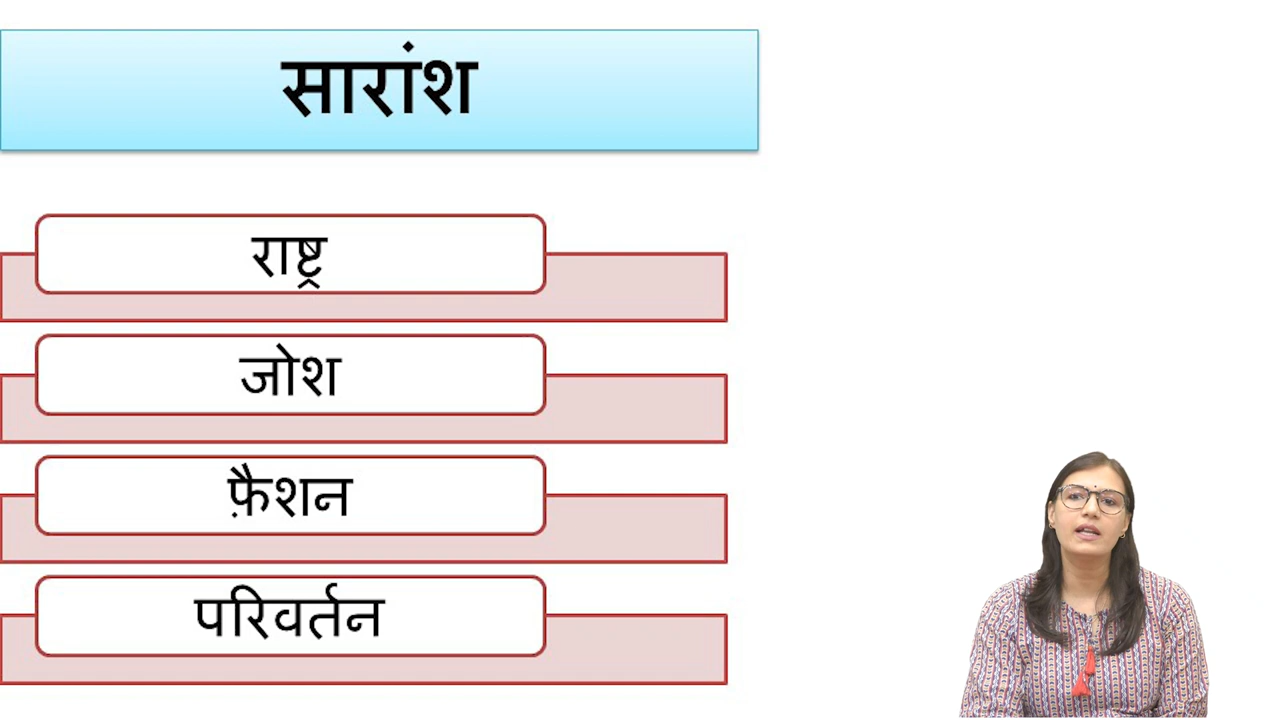 सारांश
राष्ट्र
जोश
फ़ैशन
परिवर्तन